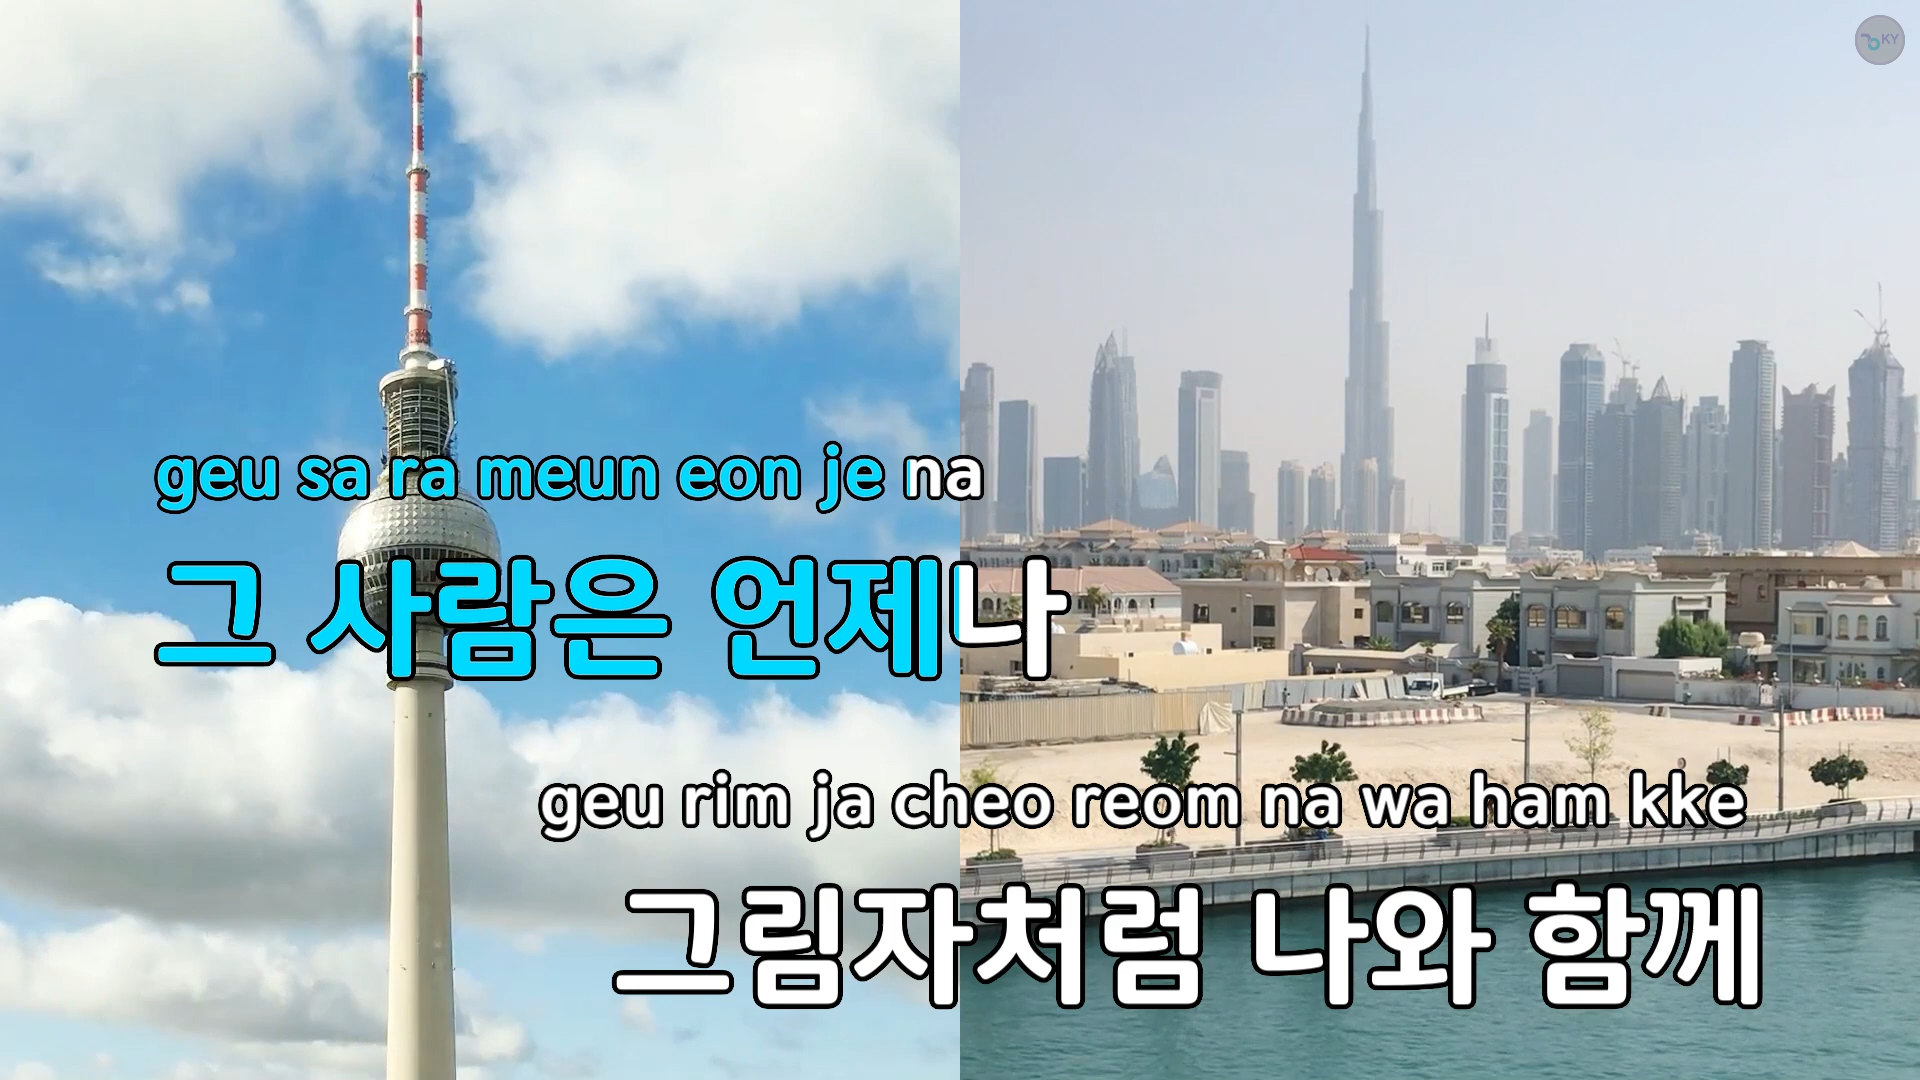 KY
geu sa ra meun eon je na
그 사람은 언제나
geu rim ja cheo reom na wa ham kke
그림자처럼 나와 함께